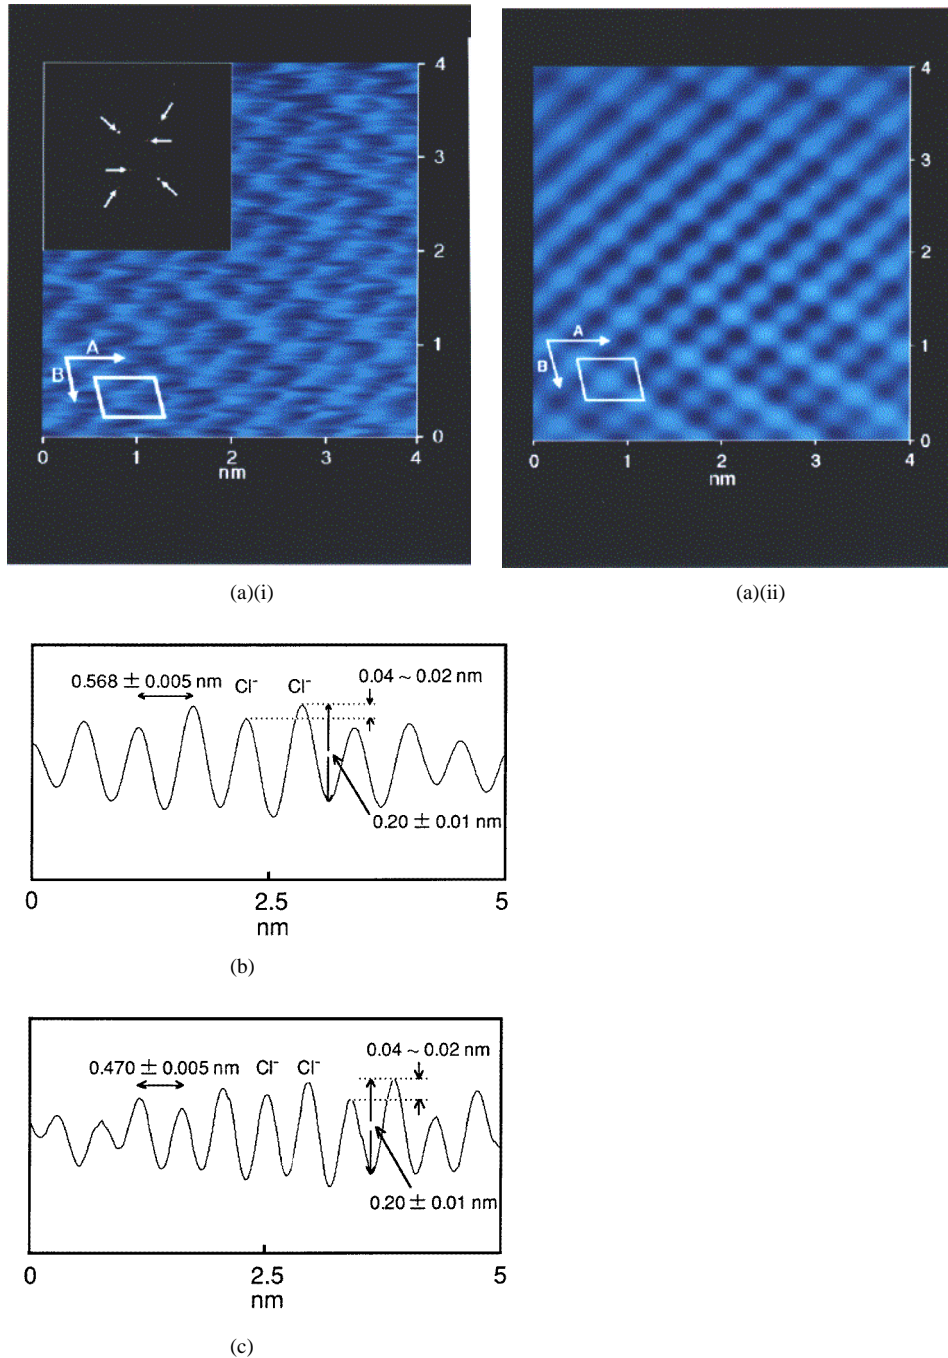 4
3
2
1
0
A
B
0 1 2 3 4
nm
(a)(i)
4
3
2
1
0
A
B
0 1 2 3 4
nm
(a)(ii)
0.568 ± 0.005 nm
Cl-
Cl-
0.04 ~ 0.02 nm
0.20 ± 0.01 nm
0 2.5 5
nm
(b)
0.470 ± 0.005 nm
Cl-
Cl-
0.04 ~ 0.02 nm
0.20 ± 0.01 nm
0 2.5 5
nm
(c)